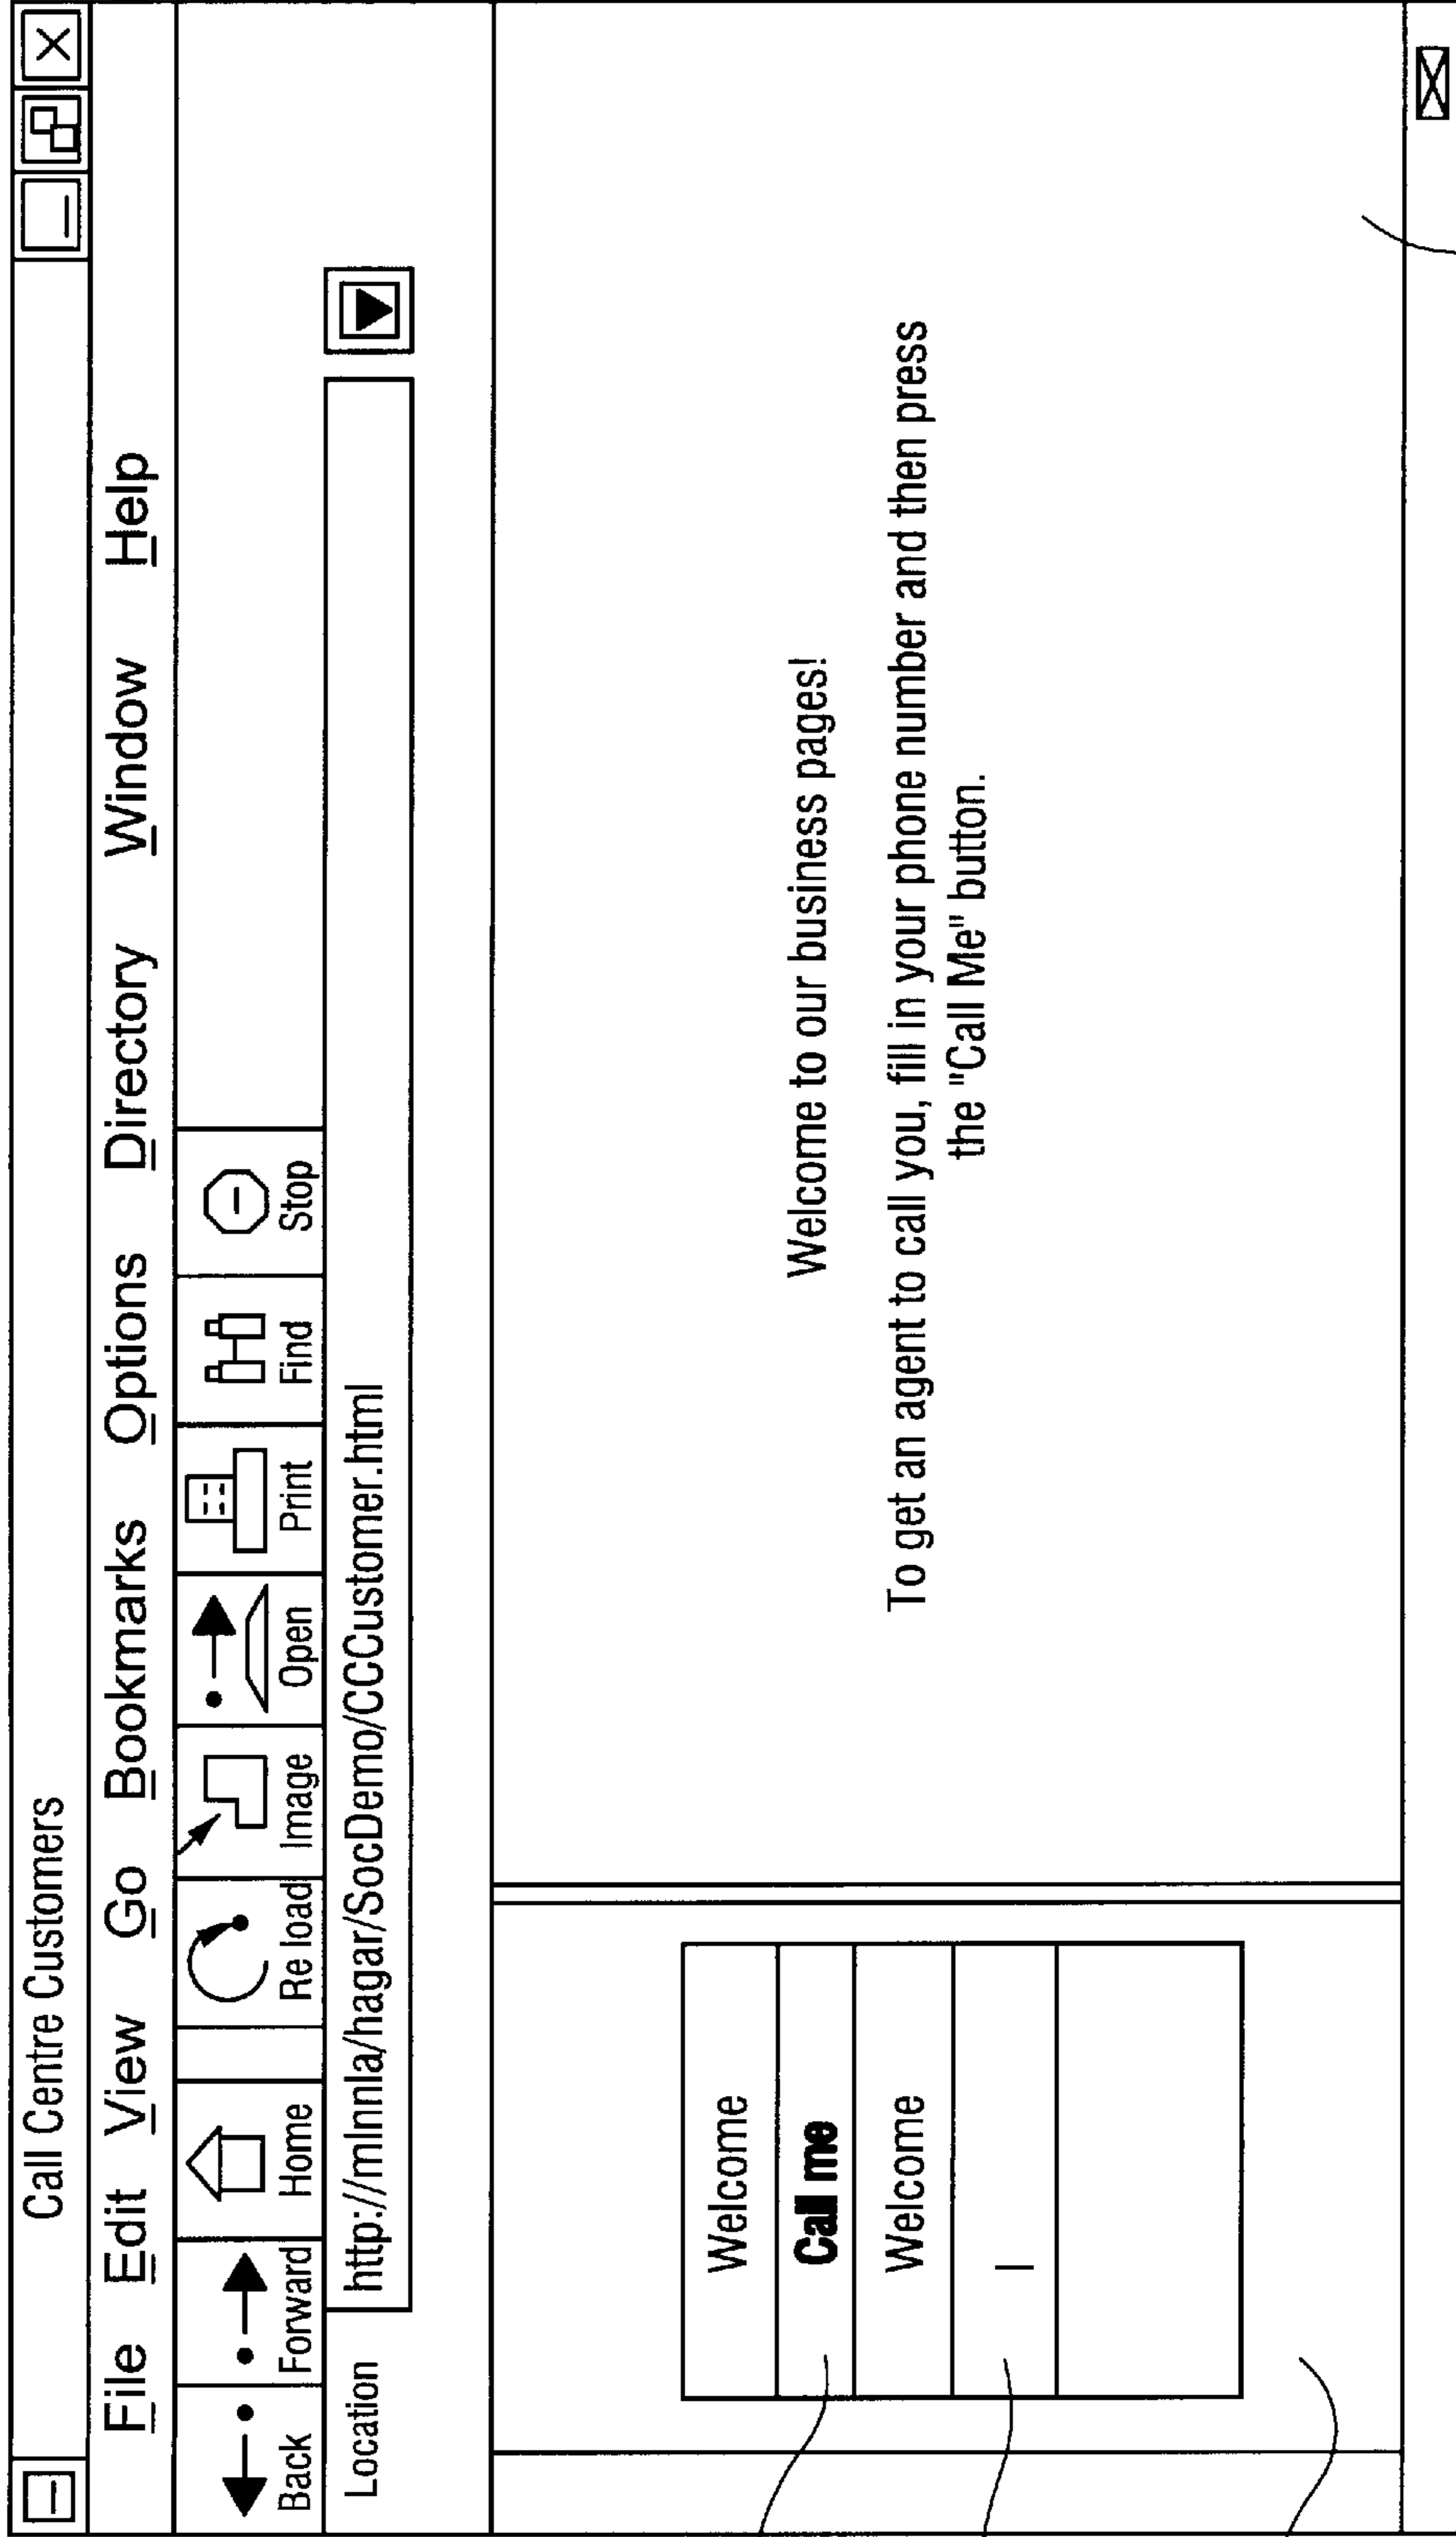 Call Centre Customers
File Edit View Go Bookmarks Options Directory Window Help
Back Forward Home Re load Image Open Print Find Stop
Location http://mlnnla/hagar/SocDemo/CCCustomer.html
Welcome
Call me
Welcome
Welcome to our business pages!
To get an agent to call you, fill in your phone number and then press
the "Call Me" button.